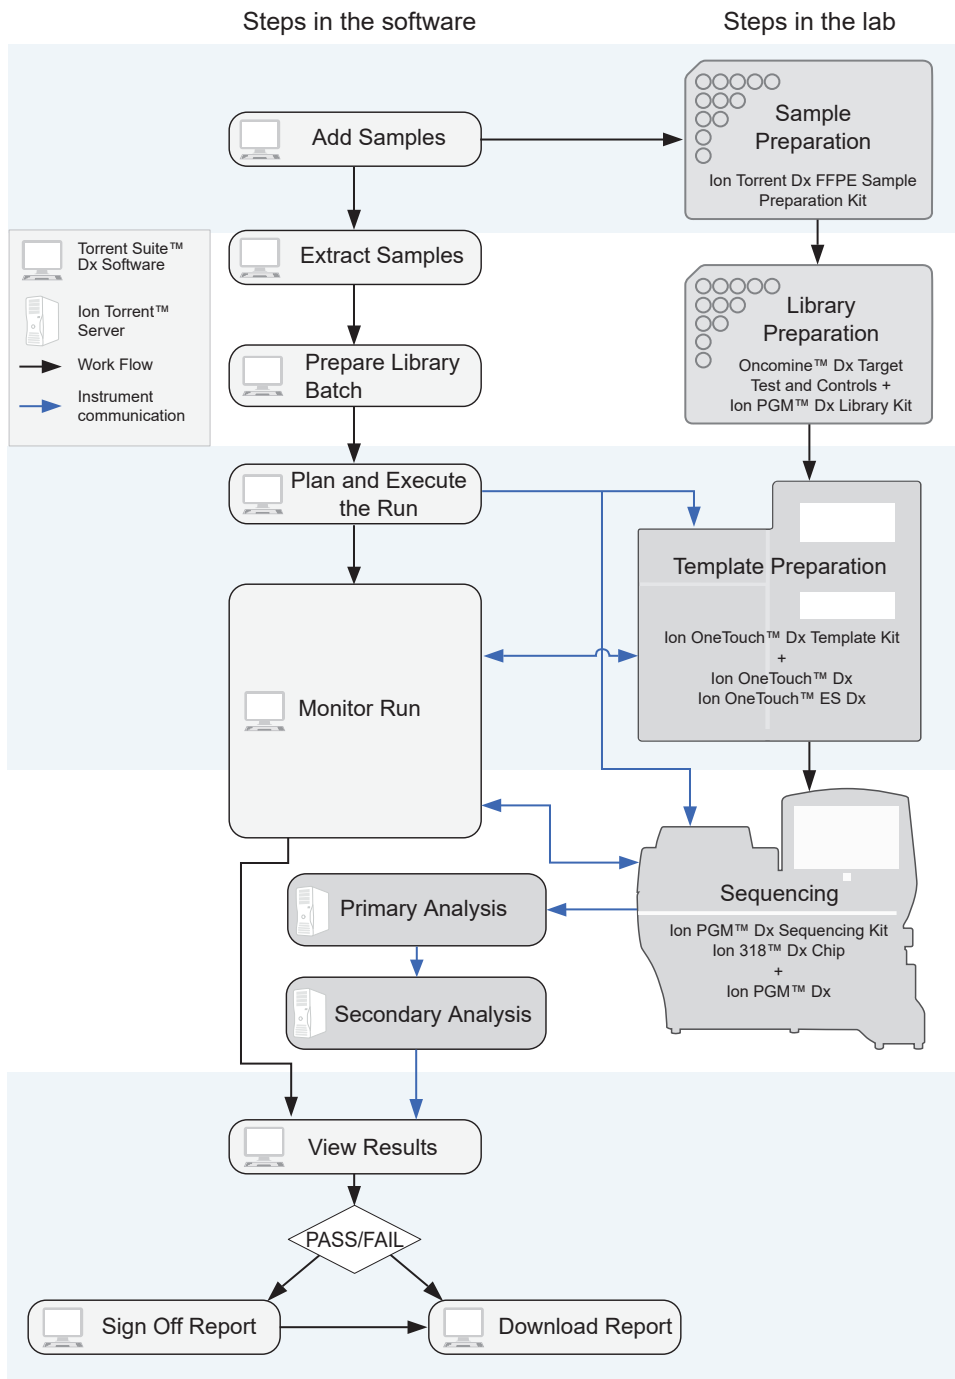 Steps in the software
Steps in the lab
Add Samples
Sample
Preparation
Ion Torrent Dx FFPE Sample
Preparation Kit
Torrent Suite™
Dx Software
Ion Torrent™
Server
Work Flow
Instrument
communication
Extract Samples
Library
Preparation
Oncomine™ Dx Target
Test and Controls +
Ion PGM™ Dx Library Kit
Prepare Library
Batch
Plan and Execute
the Run
Template Preparation
Ion OneTouch™ Dx Template Kit
+
Ion OneTouch™ Dx
Ion OneTouch™ ES Dx
Monitor Run
Sequencing
Ion PGM™ Dx Sequencing Kit
Ion 318™ Dx Chip
+
Ion PGM™ Dx
Primary Analysis
Secondary Analysis
View Results
PASS/FAIL
Sign Off Report
Download Report